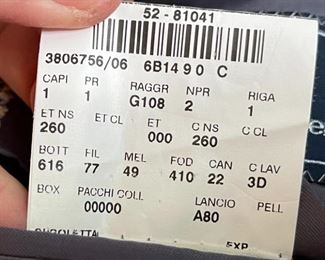 52 - 81041
3806756/06 6B14 9 0 C
CAPI PR RAGGR NPR RIGA
1 1 G108 2 1
ET NS ET CL ET C NS C CL
260 000 260
BOTT FIL MEL FOD CAN C LAV
616 77 49 410 22 3D
BOX PACCHI COLL LANCIO PELL
00000 A80